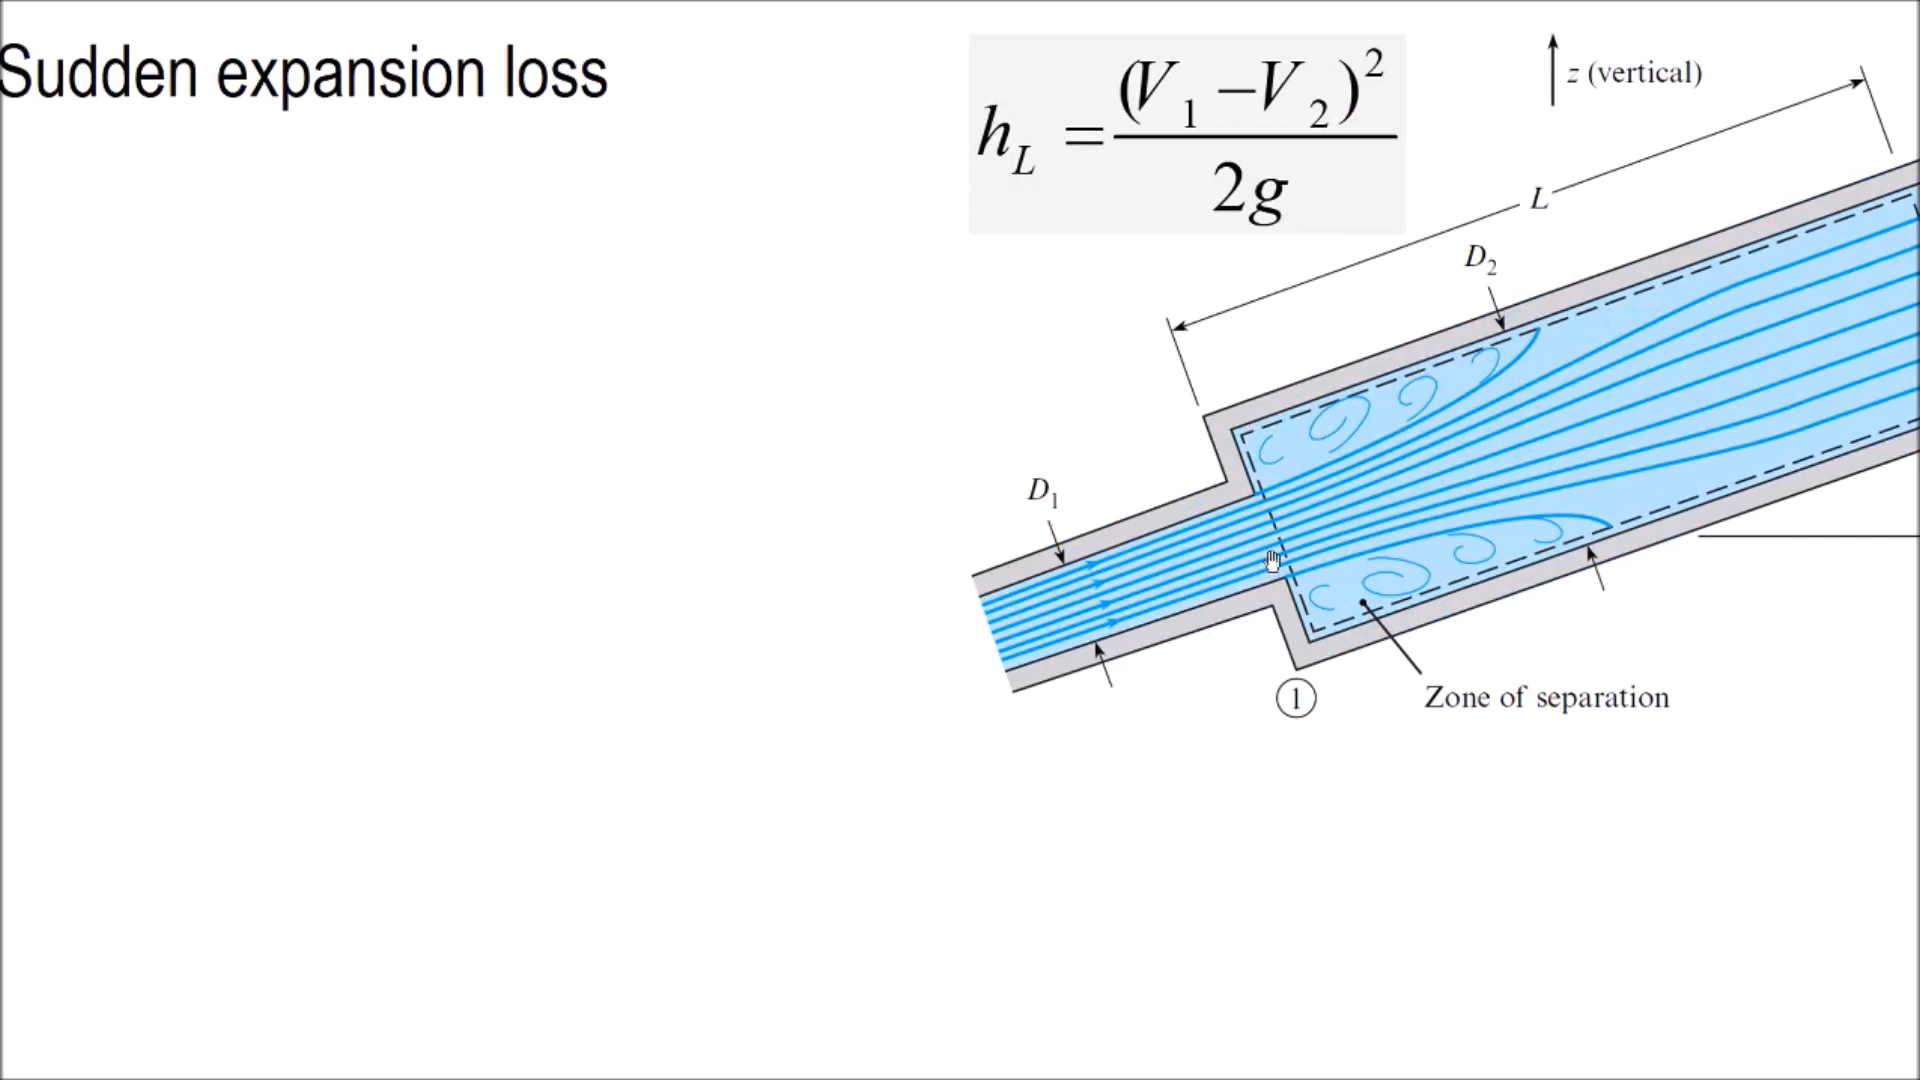 Sudden expansion loss
h_L = (V_1 – V_2)^2 / 2g
z (vertical)
L
D_2
D_1
1
Zone of separation